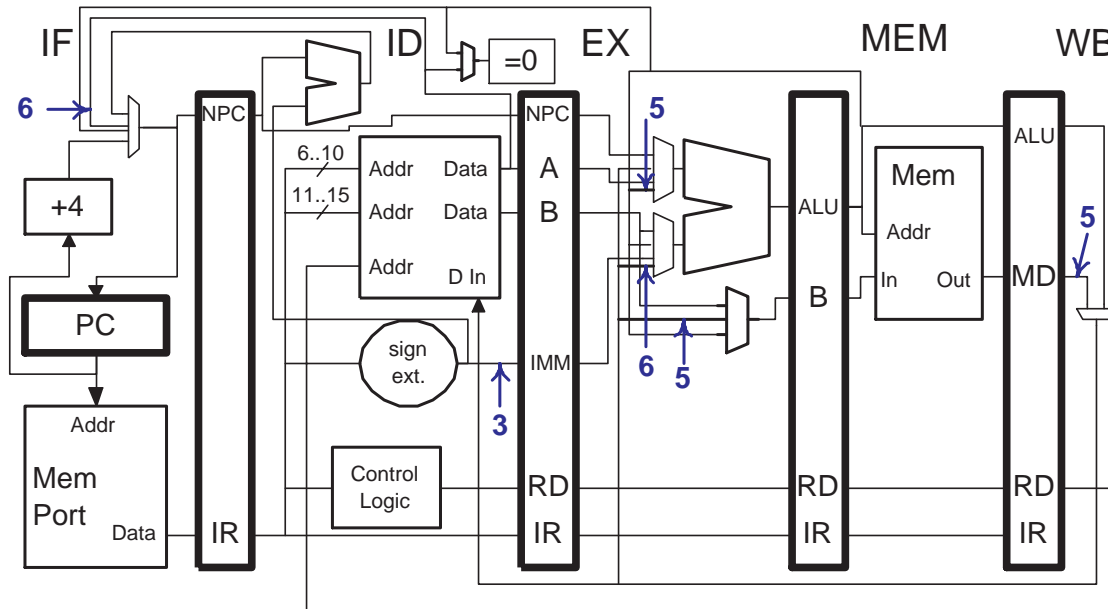 IF
ID
EX
MEM
WB
=0
6
NPC
NPC
5
ALU
6..10
Addr
Data
A
Mem
11..15
+4
Addr
Data
B
ALU
Addr
5
Addr
D In
In
Out
MD
B
PC
sign
ext.
IMM
6
5
3
Addr
Mem
Port
Data
Control
Logic
RD
RD
RD
IR
IR
IR
IR